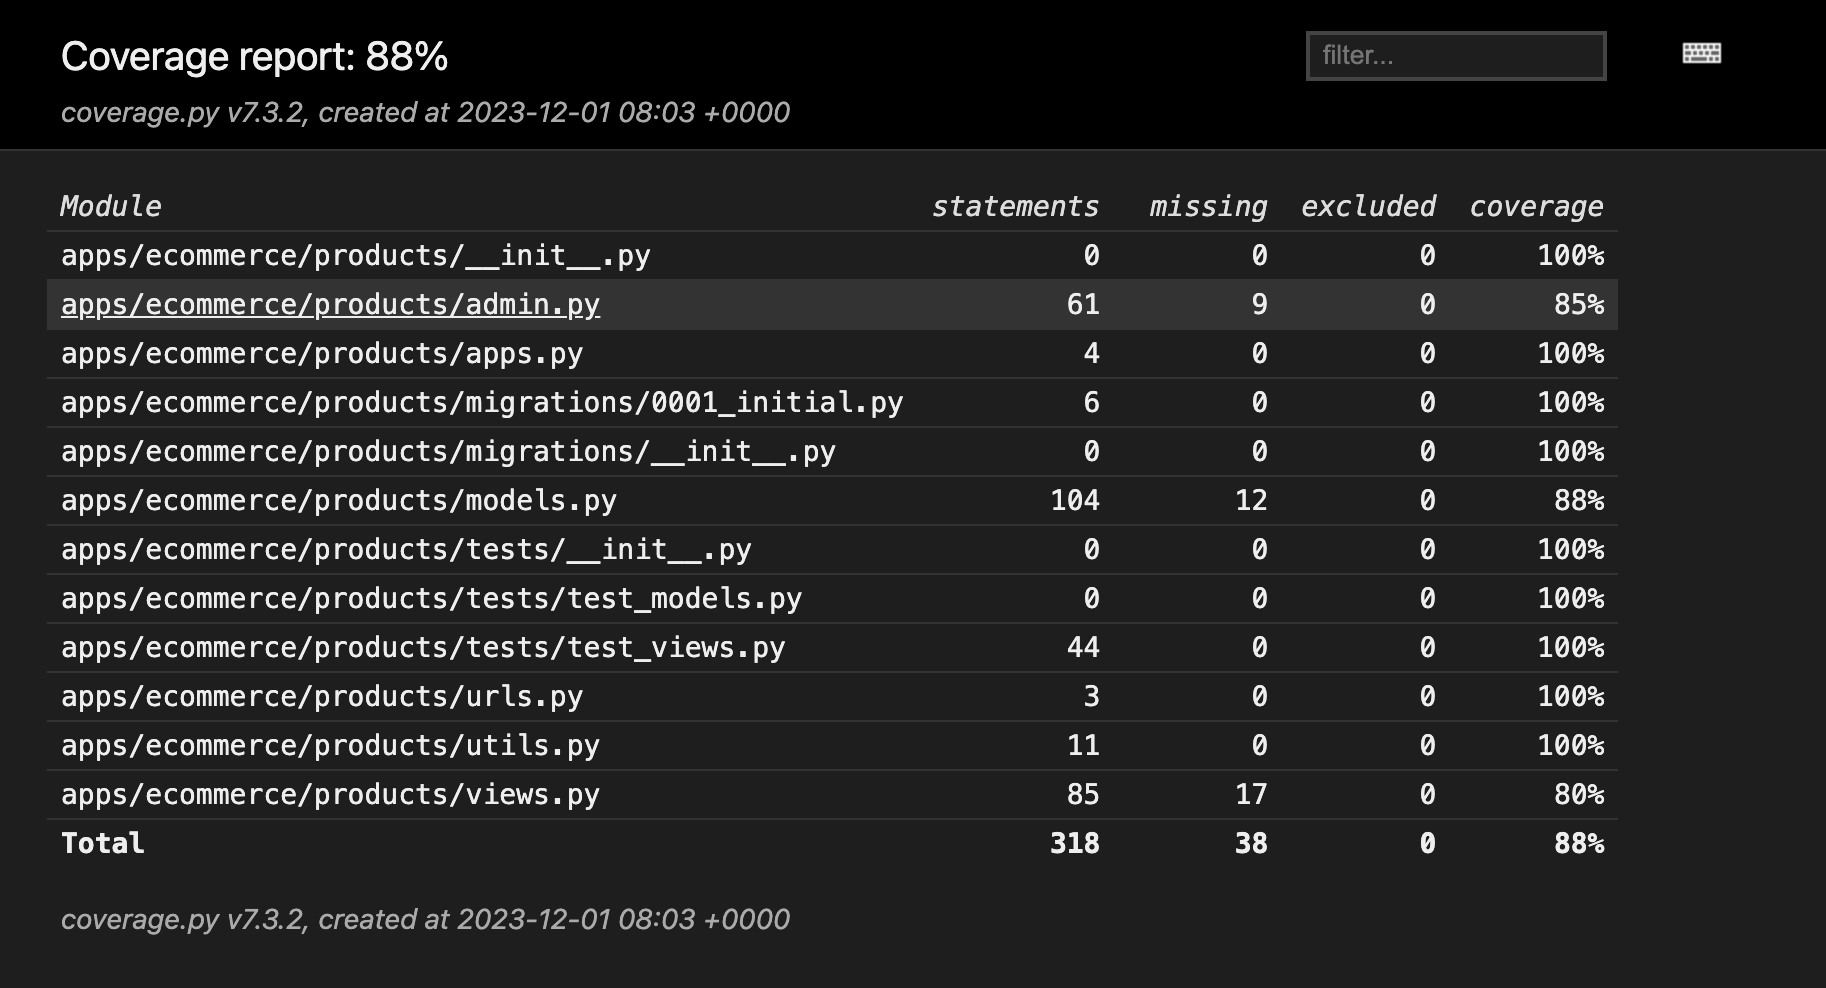 Coverage report: 88%
filter...
coverage.py v7.3.2, created at 2023-12-01 08:03 +0000
Module statements missing excluded coverage
apps/ecommerce/products/__init__.py 0 0 0 100%
apps/ecommerce/products/admin.py 61 9 0 85%
apps/ecommerce/products/apps.py 4 0 0 100%
apps/ecommerce/products/migrations/0001_initial.py 6 0 0 100%
apps/ecommerce/products/migrations/__init__.py 0 0 0 100%
apps/ecommerce/products/models.py 104 12 0 88%
apps/ecommerce/products/tests/__init__.py 0 0 0 100%
apps/ecommerce/products/tests/test_models.py 0 0 0 100%
apps/ecommerce/products/tests/test_views.py 44 0 0 100%
apps/ecommerce/products/urls.py 3 0 0 100%
apps/ecommerce/products/utils.py 11 0 0 100%
apps/ecommerce/products/views.py 85 17 0 80%
Total 318 38 0 88%
coverage.py v7.3.2, created at 2023-12-01 08:03 +0000